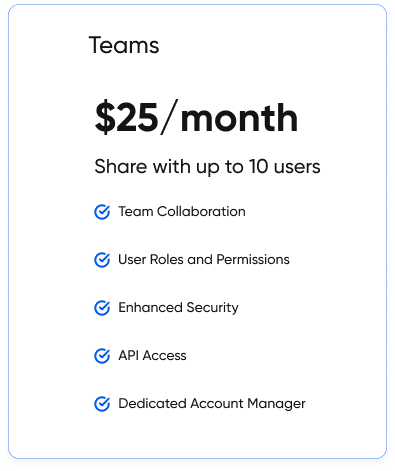 Teams
$25/month
Share with up to 10 users
Team Collaboration
User Roles and Permissions
Enhanced Security
API Access
Dedicated Account Manager